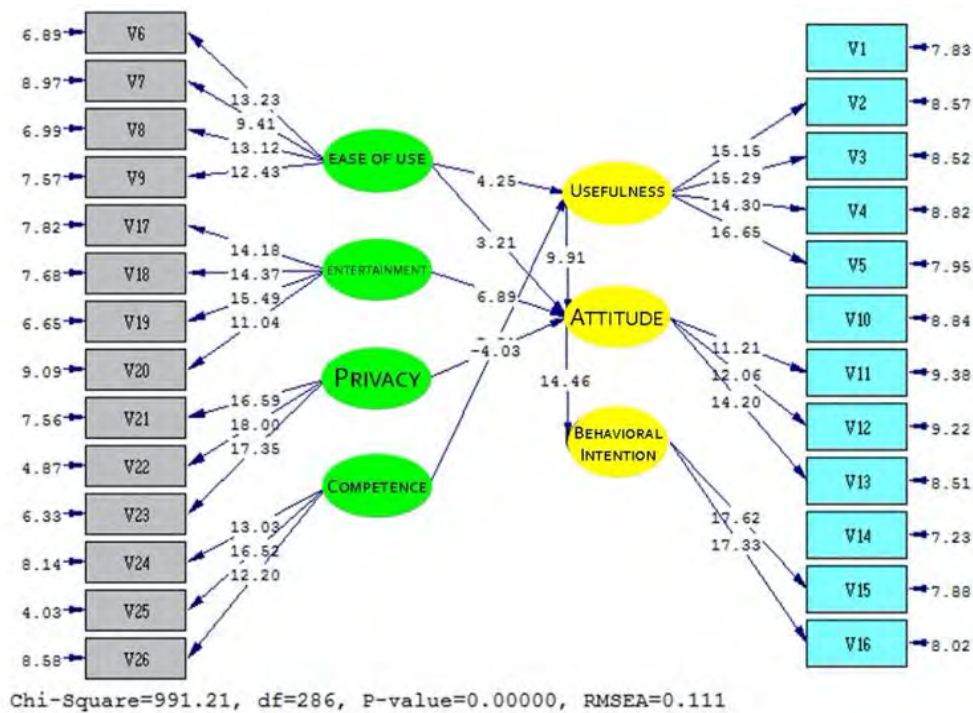 6.89
V6
8.97
V7
6.99
V8
7.57
V9
7.82
V17
7.68
V18
6.65
V19
9.09
V20
7.56
V21
4.87
V22
6.33
V23
8.14
V24
4.03
V25
8.58
V26
13.23
9.41
13.12
12.43
14.18
14.37
15.49
11.04
16.59
18.00
17.35
13.03
16.52
12.20
EASE OF USE
ENTERTAINMENT
PRIVACY
COMPETENCE
4.25
3.21
6.89
-4.03
9.91
14.46
USEFULNESS
ATTITUDE
BEHAVIORAL
INTENTION
15.15
15.29
14.30
16.65
11.21
12.06
14.20
17.62
17.33
V1
7.83
V2
8.57
V3
8.52
V4
8.82
V5
7.95
V10
8.84
V11
9.38
V12
9.22
V13
8.51
V14
7.23
V15
7.88
V16
8.02
Chi-Square=991.21, df=286, P-value=0.00000, RMSEA=0.111